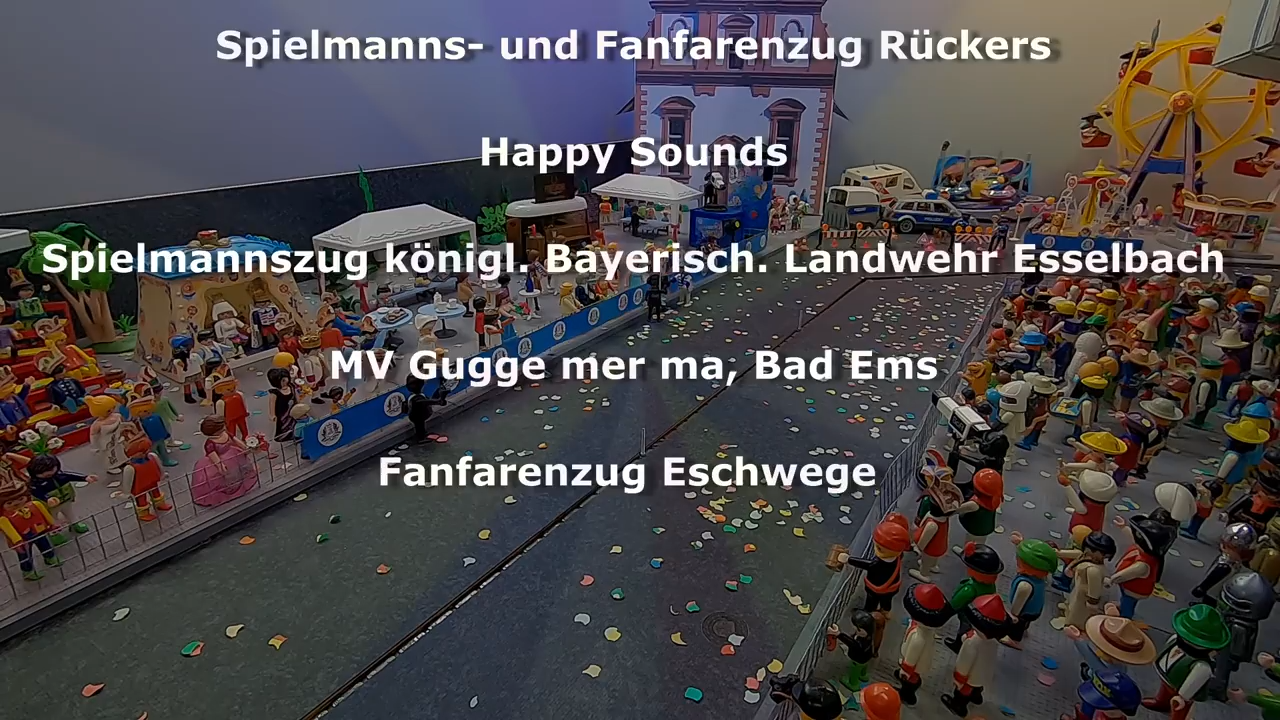 Spielmanns- und Fanfarenzug Rückers
Happy Sounds
Spielmannszug königl. Bayerisch. Landwehr Esselbach
MV Gugge mer ma, Bad Ems
Fanfarenzug Eschwege